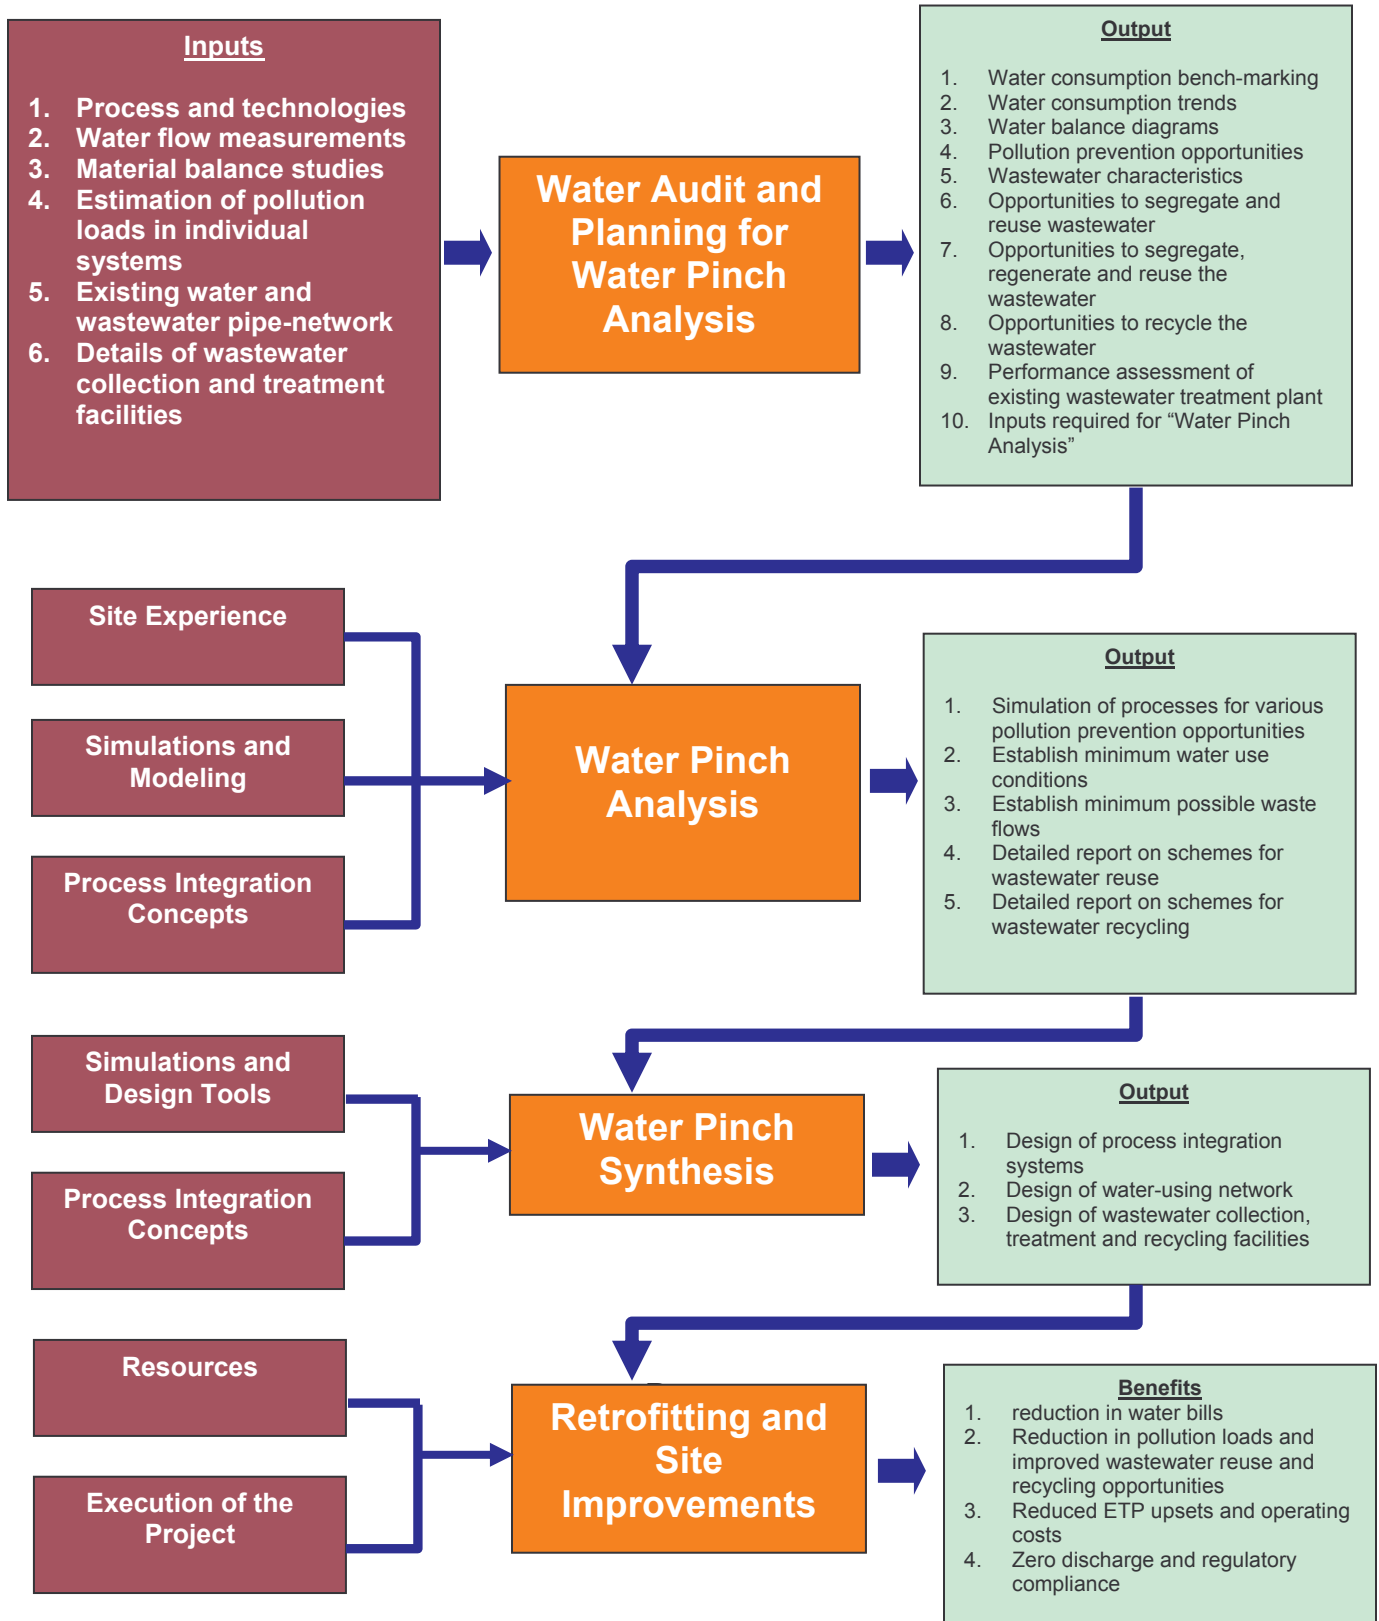 Inputs
1. Process and technologies
2. Water flow measurements
3. Material balance studies
4. Estimation of pollution
loads in individual
systems
5. Existing water and
wastewater pipe-network
6. Details of wastewater
collection and treatment
facilities
Water Audit and
Planning for
Water Pinch
Analysis
Output
1. Water consumption bench-marking
2. Water consumption trends
3. Water balance diagrams
4. Pollution prevention opportunities
5. Wastewater characteristics
6. Opportunities to segregate and
reuse wastewater
7. Opportunities to segregate,
regenerate and reuse the
wastewater
8. Opportunities to recycle the
wastewater
9. Performance assessment of
existing wastewater treatment plant
10. Inputs required for “Water Pinch
Analysis”
Site Experience
Simulations and
Modeling
Process Integration
Concepts
Water Pinch
Analysis
Output
1. Simulation of processes for various
pollution prevention opportunities
2. Establish minimum water use
conditions
3. Establish minimum possible waste
flows
4. Detailed report on schemes for
wastewater reuse
5. Detailed report on schemes for
wastewater recycling
Simulations and
Design Tools
Process Integration
Concepts
Water Pinch
Synthesis
Output
1. Design of process integration
systems
2. Design of water-using network
3. Design of wastewater collection,
treatment and recycling facilities
Resources
Execution of the
Project
Retrofitting and
Site
Improvements
Benefits
1. reduction in water bills
2. Reduction in pollution loads and
improved wastewater reuse and
recycling opportunities
3. Reduced ETP upsets and operating
costs
4. Zero discharge and regulatory
compliance